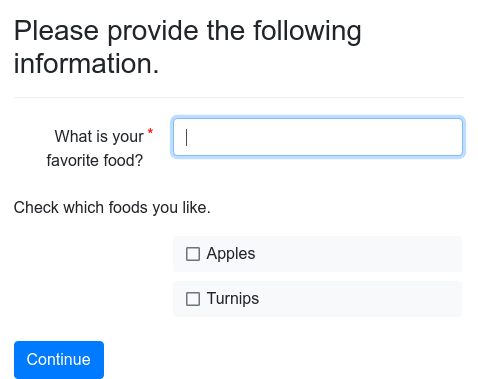 Please provide the following
information.
What is your *
favorite food?
Check which foods you like.
Apples
Turnips
Continue